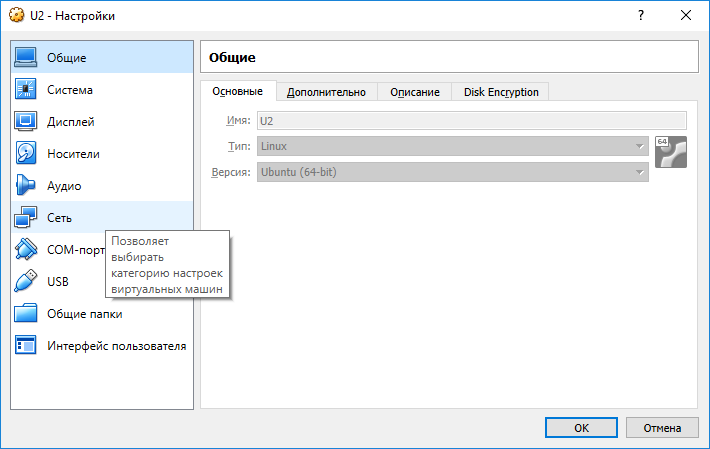 U2 - Настройки
?
Общие
Система
Дисплей
Носители
Аудио
Сеть
COM-порт
USB
Общие папки
Интерфейс пользователя
Позволяет
выбирать
категорию настроек
виртуальных машин
Общие
Основные Дополнительно Описание Disk Encryption
Имя: U2
Тип: Linux
64
Версия: Ubuntu (64-bit)
OK Отмена